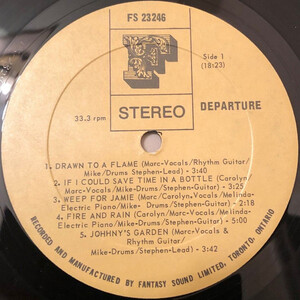 FS 23246
F
Side 1
(18:23)
33.3 rpm
STEREO
DEPARTURE
1. DRAWN TO A FLAME (Marc-Vocals/Rhythm Guitar/
Mike/Drums Stephen-Lead) - 3:40
2. IF I COULD SAVE TIME IN A BOTTLE (Carolyn/
Marc-Vocals/Mike-Drums/Stephen-Guitar) - 3:25
3. WEEP FOR JAMIE (Marc/Carolyn.Vocals/Melinda-
Electric Piano/Mike- Drums/Stephen-Guitar) - 2:18
4. FIRE AND RAIN (Carolyn/Marc-Vocals/Melinda-
Electric Piano/Mike-Drums/Stephen-Guitar)
5. JOHHNY'S GARDEN (Marc-Vocals &
Rhythm Guitar/
Mike-Drums/Stephen-Lead) - 3:42
RECORDED AND MANUFACTURED BY FANTASY SOUND LIMITED, TORONTO, ONTARIO